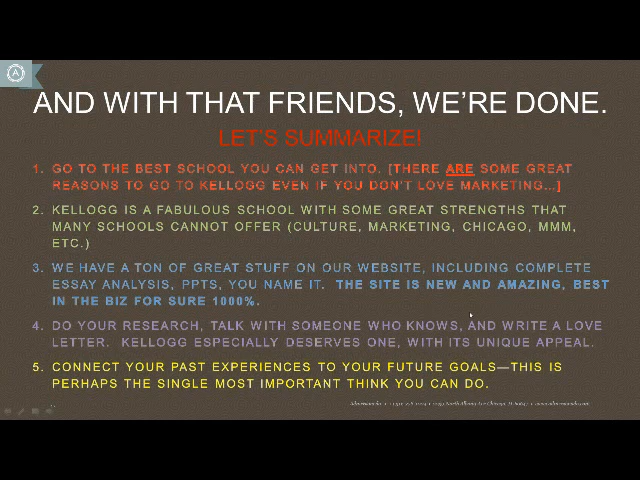 AND WITH THAT FRIENDS, WE'RE DONE.
LET'S SUMMARIZE!
1. GO TO THE BEST SCHOOL YOU CAN GET INTO. [THERE ARE SOME GREAT
REASONS TO GO TO KELLOGG EVEN IF YOU DON'T LOVE MARKETING...]
2. KELLOGG IS A FABULOUS SCHOOL WITH SOME GREAT STRENGTHS THAT
MANY SCHOOLS CANNOT OFFER (CULTURE, MARKETING, CHICAGO, MMM,
ETC.)
3. WE HAVE A TON OF GREAT STUFF ON OUR WEBSITE, INCLUDING COMPLETE
ESSAY ANALYSIS, PPTS, YOU NAME IT. THE SITE IS NEW AND AMAZING, BEST
IN THE BIZ FOR SURE 1000%.
4. DO YOUR RESEARCH, TALK WITH SOMEONE WHO KNOWS, AND WRITE A LOVE
LETTER. KELLOGG ESPECIALLY DESERVES ONE, WITH ITS UNIQUE APPEAL.
5. CONNECT YOUR PAST EXPERIENCES TO YOUR FUTURE GOALS—THIS IS
PERHAPS THE SINGLE MOST IMPORTANT THINK YOU CAN DO.